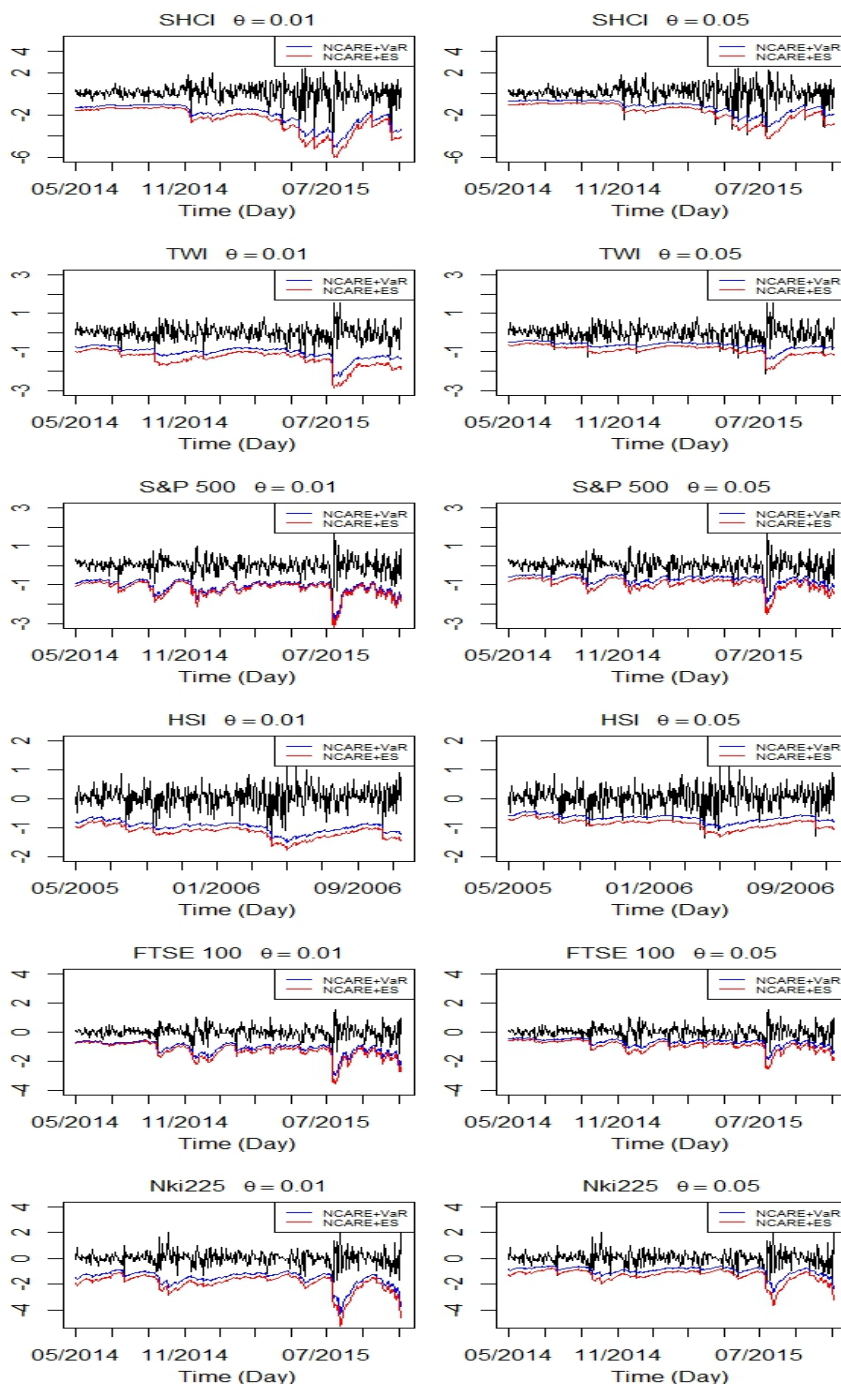 SHCI θ = 0.01
NCARE+VaR
NCARE+ES
4
2
-2
-6
05/2014 11/2014 07/2015
Time (Day)
SHCI θ = 0.05
NCARE+VaR
NCARE+ES
4
2
-2
-6
05/2014 11/2014 07/2015
Time (Day)
TWI θ = 0.01
NCARE+VaR
NCARE+ES
3
1
-1
-3
05/2014 11/2014 07/2015
Time (Day)
TWI θ = 0.05
NCARE+VaR
NCARE+ES
3
1
-1
-3
05/2014 11/2014 07/2015
Time (Day)
S&P 500 θ = 0.01
NCARE+VaR
NCARE+ES
3
1
-1
-3
05/2014 11/2014 07/2015
Time (Day)
S&P 500 θ = 0.05
NCARE+VaR
NCARE+ES
3
1
-1
-3
05/2014 11/2014 07/2015
Time (Day)
HSI θ = 0.01
NCARE+VaR
NCARE+ES
2
1
0
-1
-2
05/2005 01/2006 09/2006
Time (Day)
HSI θ = 0.05
NCARE+VaR
NCARE+ES
2
1
0
-1
-2
05/2005 01/2006 09/2006
Time (Day)
FTSE 100 θ = 0.01
NCARE+VaR
NCARE+ES
4
2
0
-2
-4
05/2014 11/2014 07/2015
Time (Day)
FTSE 100 θ = 0.05
NCARE+VaR
NCARE+ES
4
2
0
-2
-4
05/2014 11/2014 07/2015
Time (Day)
Nki225 θ = 0.01
NCARE+VaR
NCARE+ES
4
2
0
-2
-4
05/2014 11/2014 07/2015
Time (Day)
Nki225 θ = 0.05
NCARE+VaR
NCARE+ES
4
2
0
-2
-4
05/2014 11/2014 07/2015
Time (Day)